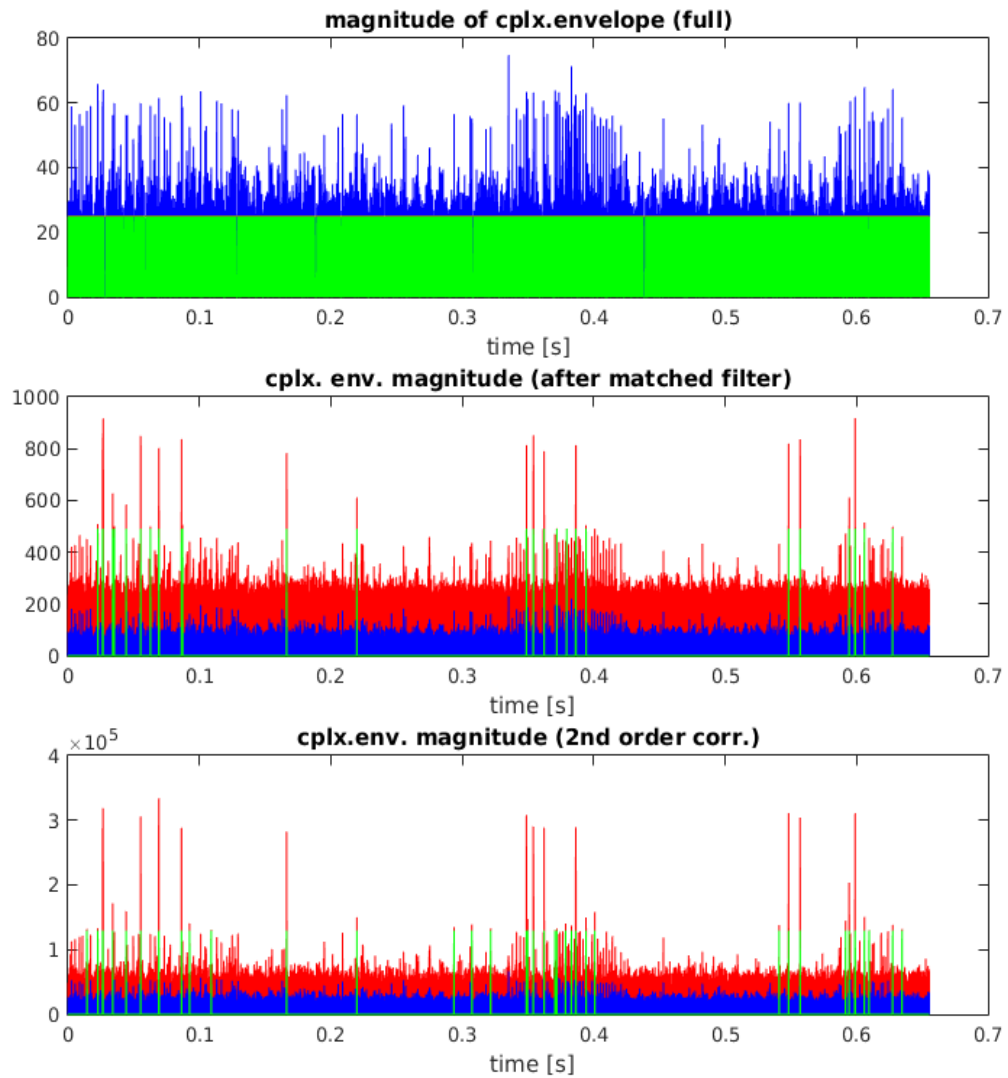 magnitude of cplx.envelope (full)
80
60
40
20
0
0 0.1 0.2 0.3 0.4 0.5 0.6 0.7
time [s]
cplx. env. magnitude (after matched filter)
1000
800
600
400
200
0
0 0.1 0.2 0.3 0.4 0.5 0.6 0.7
time [s]
cplx.env. magnitude (2nd order corr.)
×10⁵
4
3
2
1
0
0 0.1 0.2 0.3 0.4 0.5 0.6 0.7
time [s]